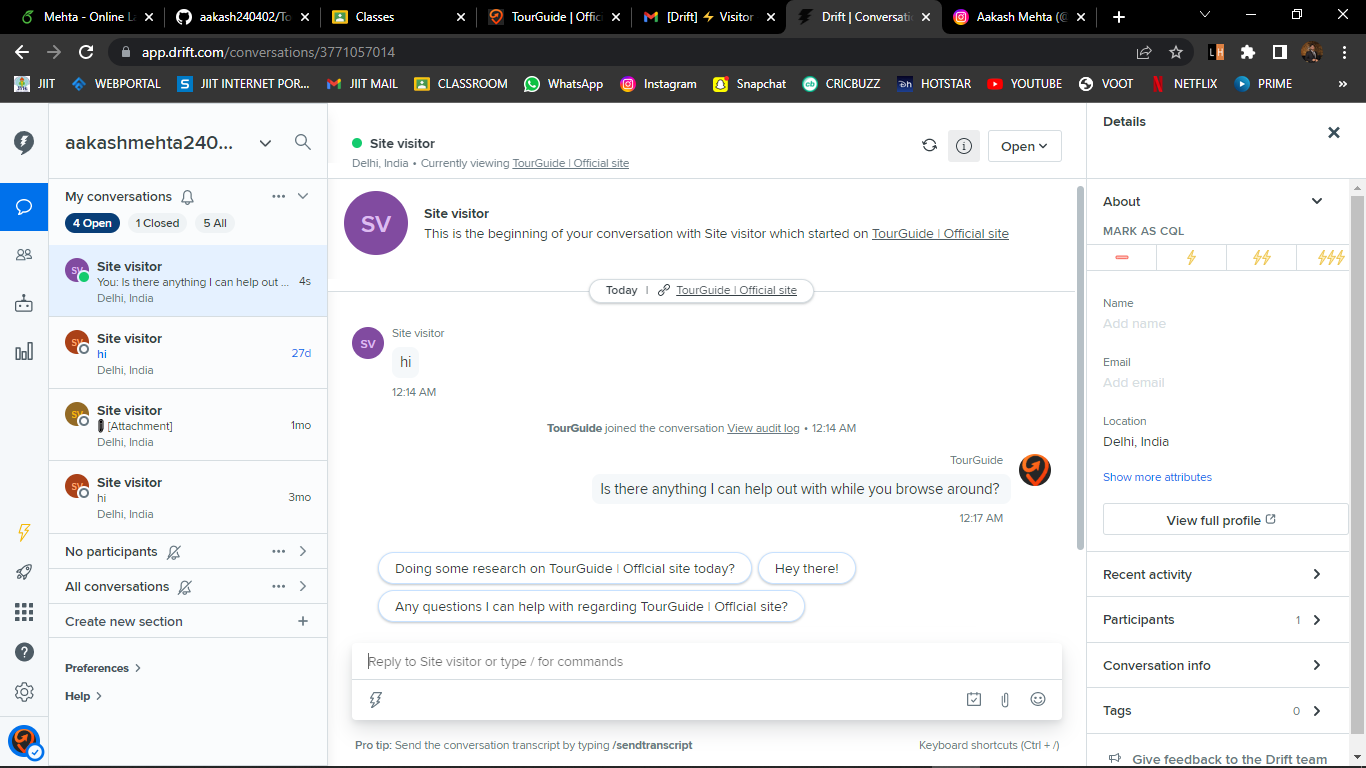 Mehta - Online La
aakash240402/To
Classes
TourGuide | Offic
[Drift] ⚡ Visitor
Drift | Conversatio
Aakash Mehta (@
app.drift.com/conversations/3771057014
JIIT
WEBPORTAL
JIIT INTERNET POR...
JIIT MAIL
CLASSROOM
WhatsApp
Instagram
Snapchat
CRICBUZZ
HOTSTAR
YOUTUBE
VOOT
NETFLIX
PRIME
»
aakashmehta240...
My conversations
4 Open
1 Closed
5 All
Site visitor
You: Is there anything I can help out ...
4s
Delhi, India
Site visitor
hi
27d
Delhi, India
Site visitor
[Attachment]
1mo
Delhi, India
Site visitor
hi
3mo
Delhi, India
No participants
All conversations
Create new section
Preferences
Help
Site visitor
Delhi, India • Currently viewing TourGuide | Official site
Open
SV
Site visitor
This is the beginning of your conversation with Site visitor which started on TourGuide | Official site
Today | TourGuide | Official site
Site visitor
SV
hi
12:14 AM
TourGuide joined the conversation View audit log • 12:14 AM
TourGuide
Is there anything I can help out with while you browse around?
12:17 AM
Doing some research on TourGuide | Official site today?
Hey there!
Any questions I can help with regarding TourGuide | Official site?
Reply to Site visitor or type / for commands
Pro tip: Send the conversation transcript by typing /sendtranscript
Keyboard shortcuts (Ctrl + /)
Details
About
MARK AS CQL
Name
Add name
Email
Add email
Location
Delhi, India
Show more attributes
View full profile
Recent activity
Participants
1
Conversation info
Tags
0
Give feedback to the Drift team